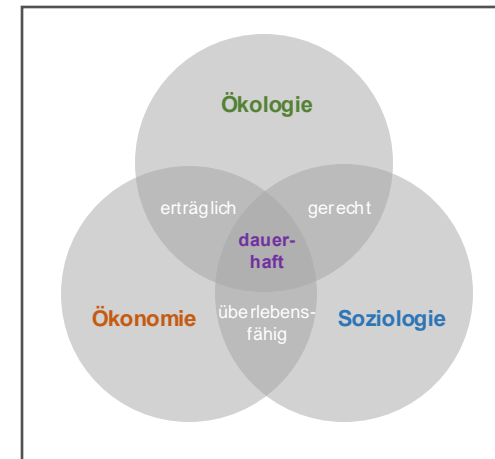 Ökologie
erträglich
gerecht
dauer-
haft
Ökonomie
überlebens-
fähig
Soziologie